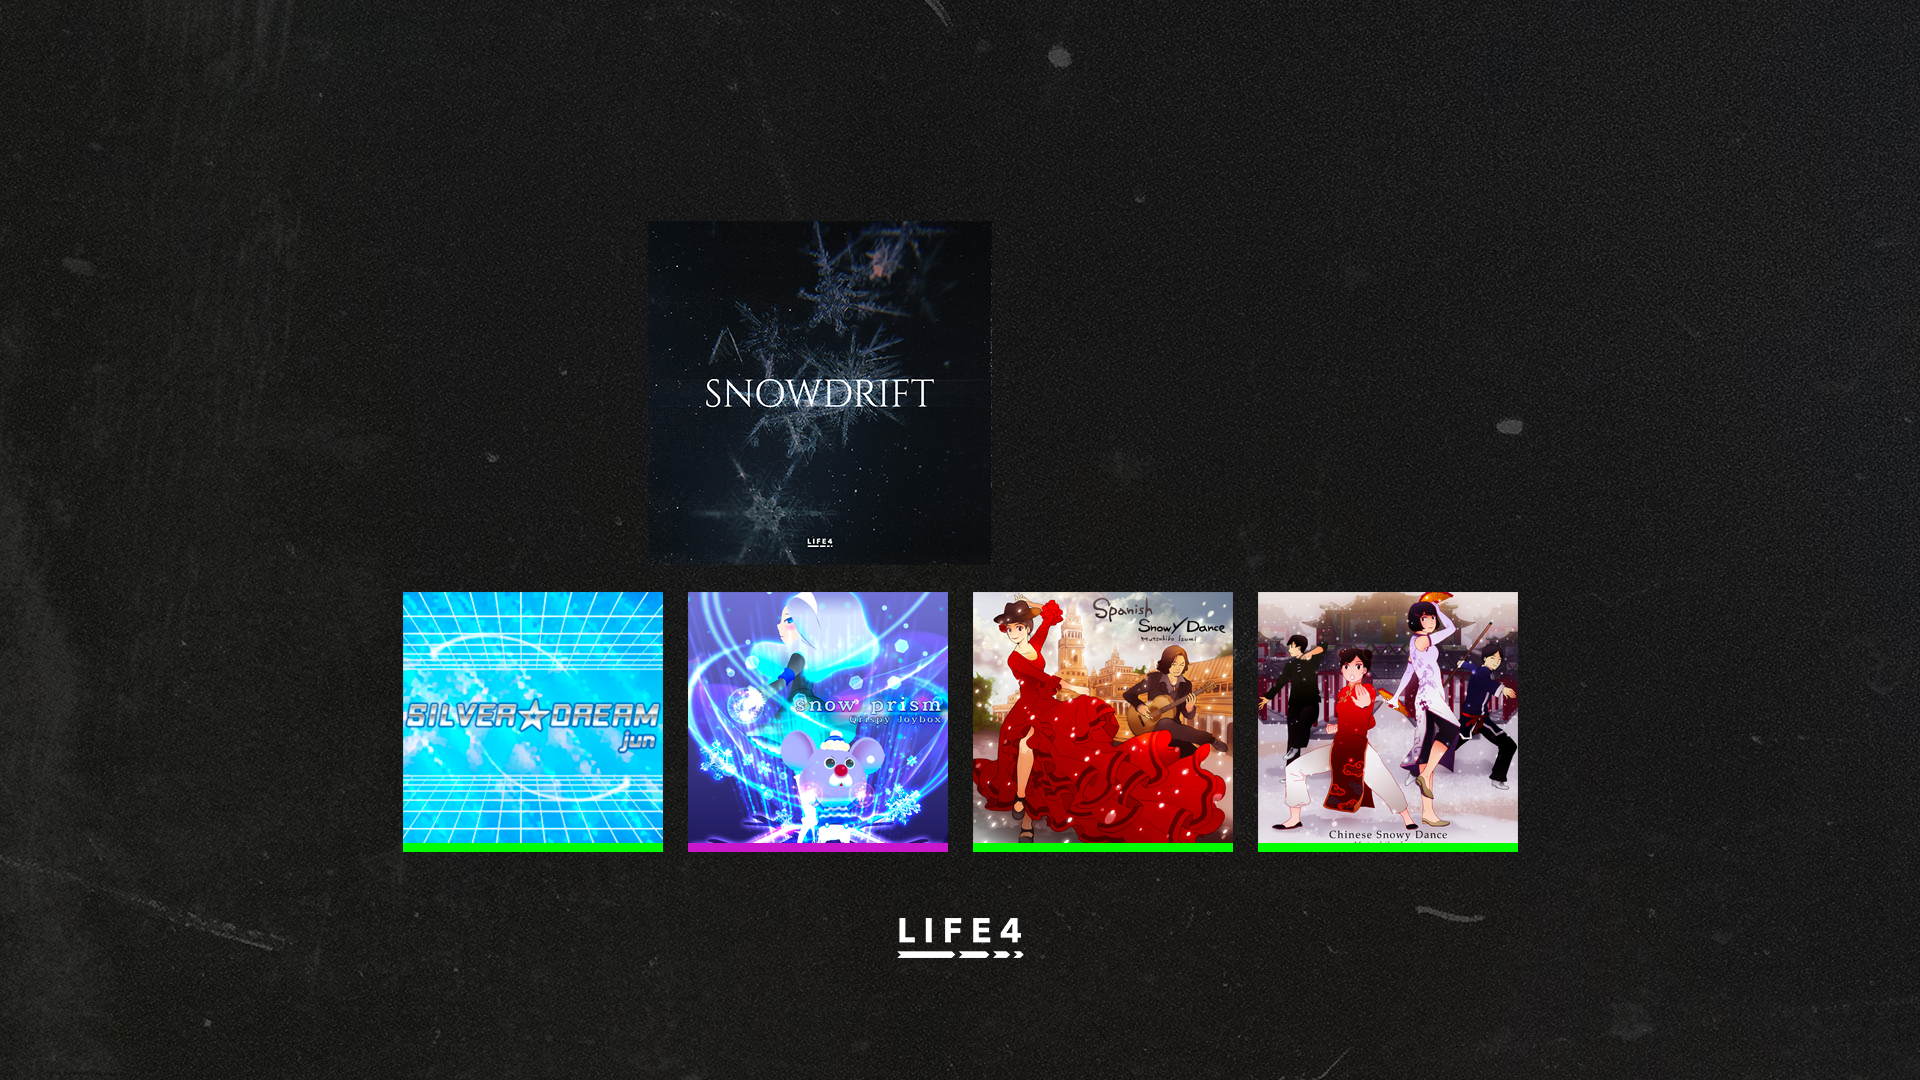 SNOWDRIFT
LIFE4
SILVER★DREAM
jun
snow prism
Qrispy Joybox
Spanish
Snowy Dance
Mutsuhiko Izumi
Chinese Snowy Dance
LIFE4